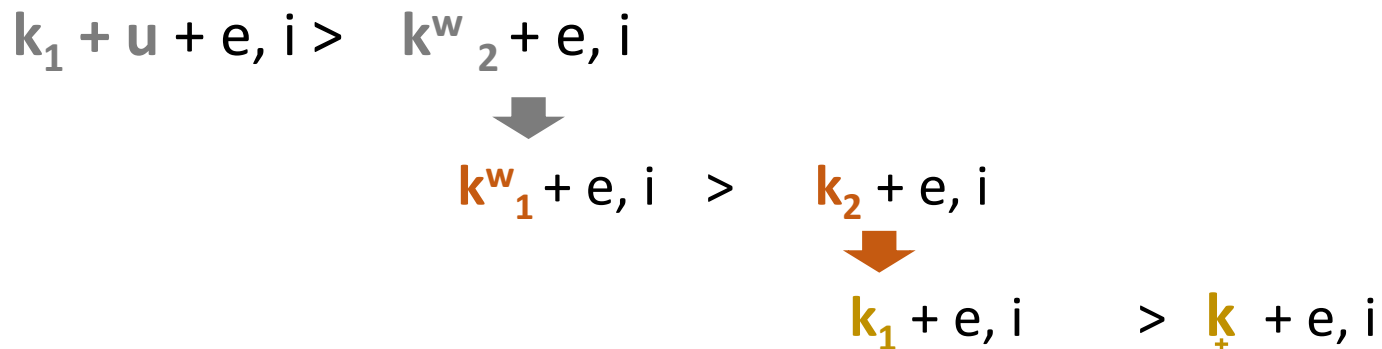 k₁ + u + e, i > kʷ ₂ + e, i
kʷ₁ + e, i > k₂ + e, i
k₁ + e, i > k̟ + e, i